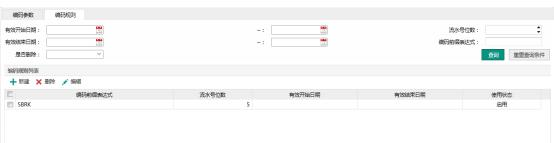 编码参数 编码规则
有效开始日期： ~： 流水号位数：
有效结束日期： ~： 编码前缀表达式：
是否删除：
查询 重置查询条件
编码规则列表
新建 删除 编辑
编码前缀表达式 流水号位数 有效开始日期 有效结束日期 使用状态
SBRK 5 启用